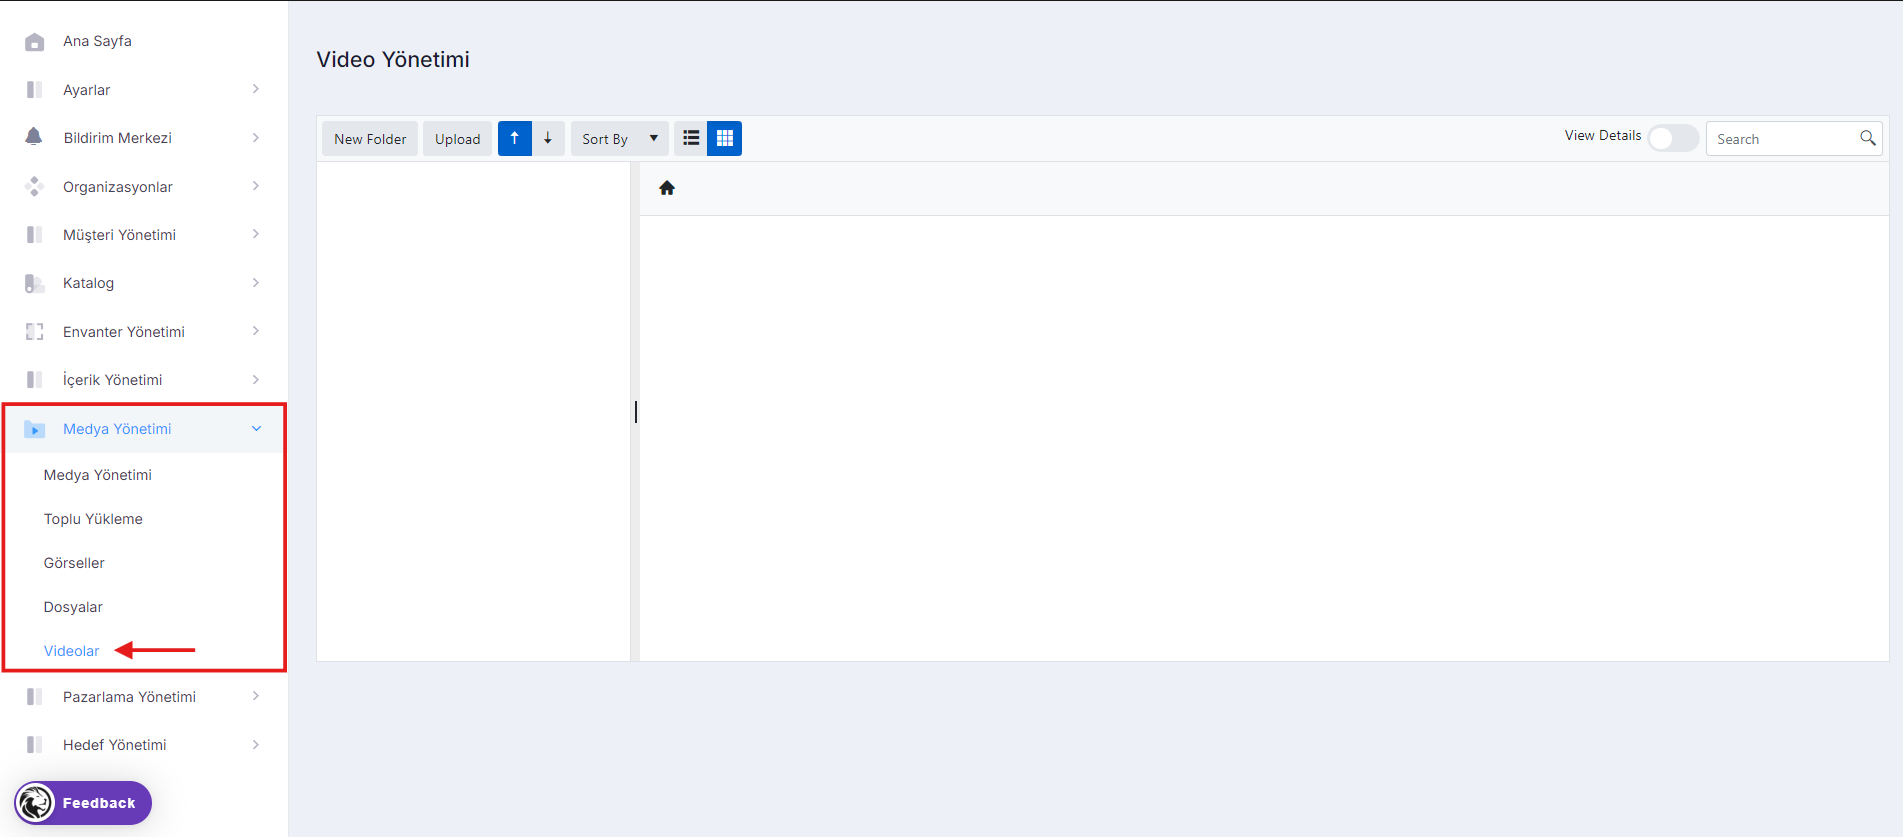 Ana Sayfa
Ayarlar
Bildirim Merkezi
Organizasyonlar
Müşteri Yönetimi
Katalog
Envanter Yönetimi
İçerik Yönetimi
Medya Yönetimi
Medya Yönetimi
Toplu Yükleme
Görseller
Dosyalar
Videolar
Pazarlama Yönetimi
Hedef Yönetimi
Feedback
Video Yönetimi
New Folder Upload Sort By View Details Search